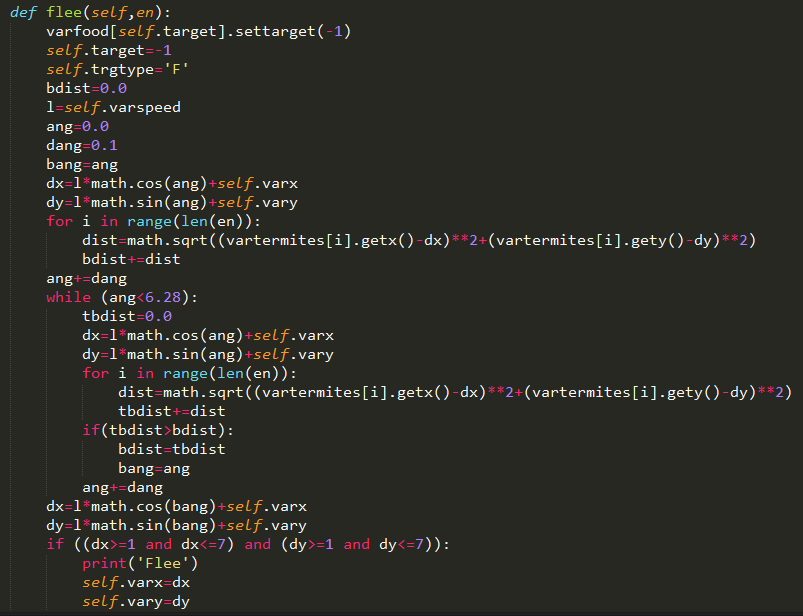 def flee(self,en):
    varfood[self.target].settarget(-1)
    self.target=-1
    self.trgtype='F'
    bdist=0.0
    l=self.varspeed
    ang=0.0
    dang=0.1
    bang=ang
    dx=l*math.cos(ang)+self.varx
    dy=l*math.sin(ang)+self.vary
    for i in range(len(en)):
        dist=math.sqrt((vartermites[i].getx()-dx)**2+(vartermites[i].gety()-dy)**2)
        bdist+=dist
    ang+=dang
    while (ang<6.28):
        tbdist=0.0
        dx=l*math.cos(ang)+self.varx
        dy=l*math.sin(ang)+self.vary
        for i in range(len(en)):
            dist=math.sqrt((vartermites[i].getx()-dx)**2+(vartermites[i].gety()-dy)**2)
            tbdist+=dist
        if(tbdist>bdist):
            bdist=tbdist
            bang=ang
        ang+=dang
    dx=l*math.cos(bang)+self.varx
    dy=l*math.sin(bang)+self.vary
    if ((dx>=1 and dx<=7) and (dy>=1 and dy<=7)):
        print('Flee')
        self.varx=dx
        self.vary=dy